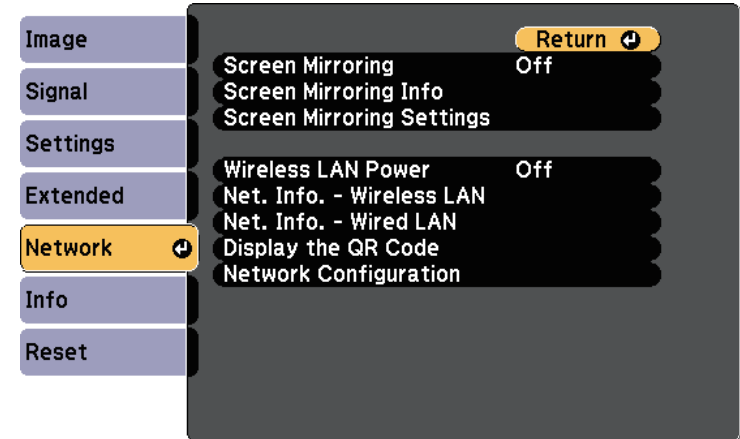 Image
Signal
Settings
Extended
Network
Info
Reset
Return
Screen Mirroring Off
Screen Mirroring Info
Screen Mirroring Settings
Wireless LAN Power Off
Net. Info. - Wireless LAN
Net. Info. - Wired LAN
Display the QR Code
Network Configuration